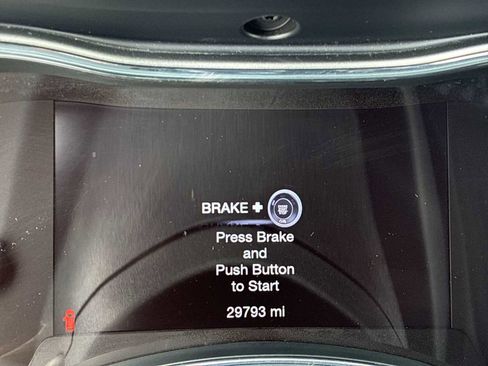 BRAKE +
Press Brake
and
Push Button
to Start
29793 mi